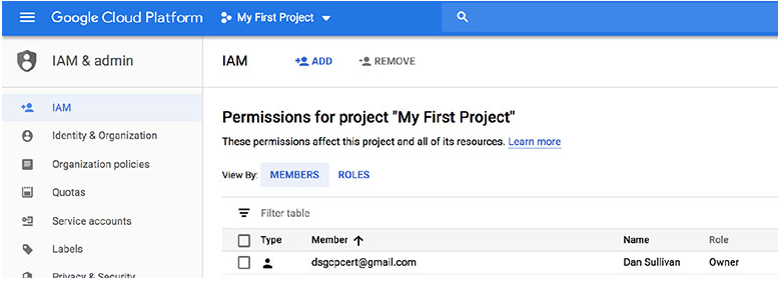 Google Cloud Platform My First Project
IAM & admin
IAM ADD REMOVE
IAM
Identity & Organization
Organization policies
Quotas
Service accounts
Labels
Privacy & Security
Permissions for project "My First Project"
These permissions affect this project and all of its resources. Learn more
View By: MEMBERS ROLES
Filter table
Type Member Name Role
dsgcpcert@gmail.com Dan Sullivan Owner